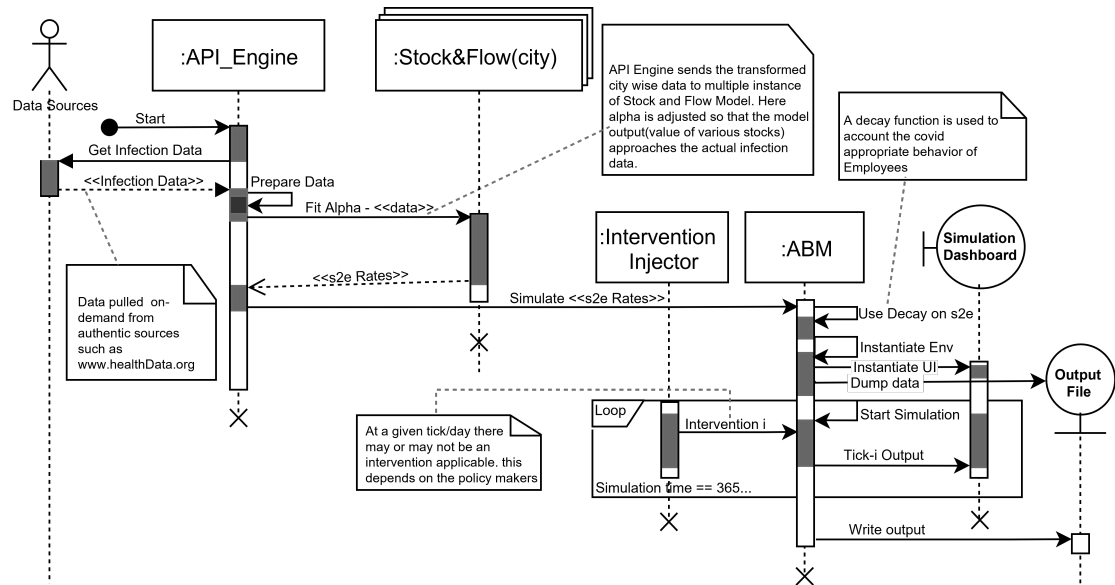 :API_Engine
:Stock&Flow(city)
API Engine sends the transformed
city wise data to multiple instance
of Stock and Flow Model. Here
alpha is adjusted so that the model
output(value of various stocks)
approaches the actual infection
data.
A decay function is used to
account the covid
appropriate behavior of
Employees
Data Sources
Start
Get Infection Data
<<Infection Data>>
Prepare Data
Fit Alpha - <<data>>
:Intervention
Injector
:ABM
Simulation
Dashboard
<<s2e Rates>>
Simulate <<s2e Rates>>
Data pulled on-
demand from
authentic sources
such as
www.healthData.org
Use Decay on s2e
Instantiate Env
Instantiate UI
Dump data
Output
File
Loop
Start Simulation
Intervention i
At a given tick/day there
may or may not be an
intervention applicable. this
depends on the policy makers
Tick-i Output
Simulation time == 365...
Write output